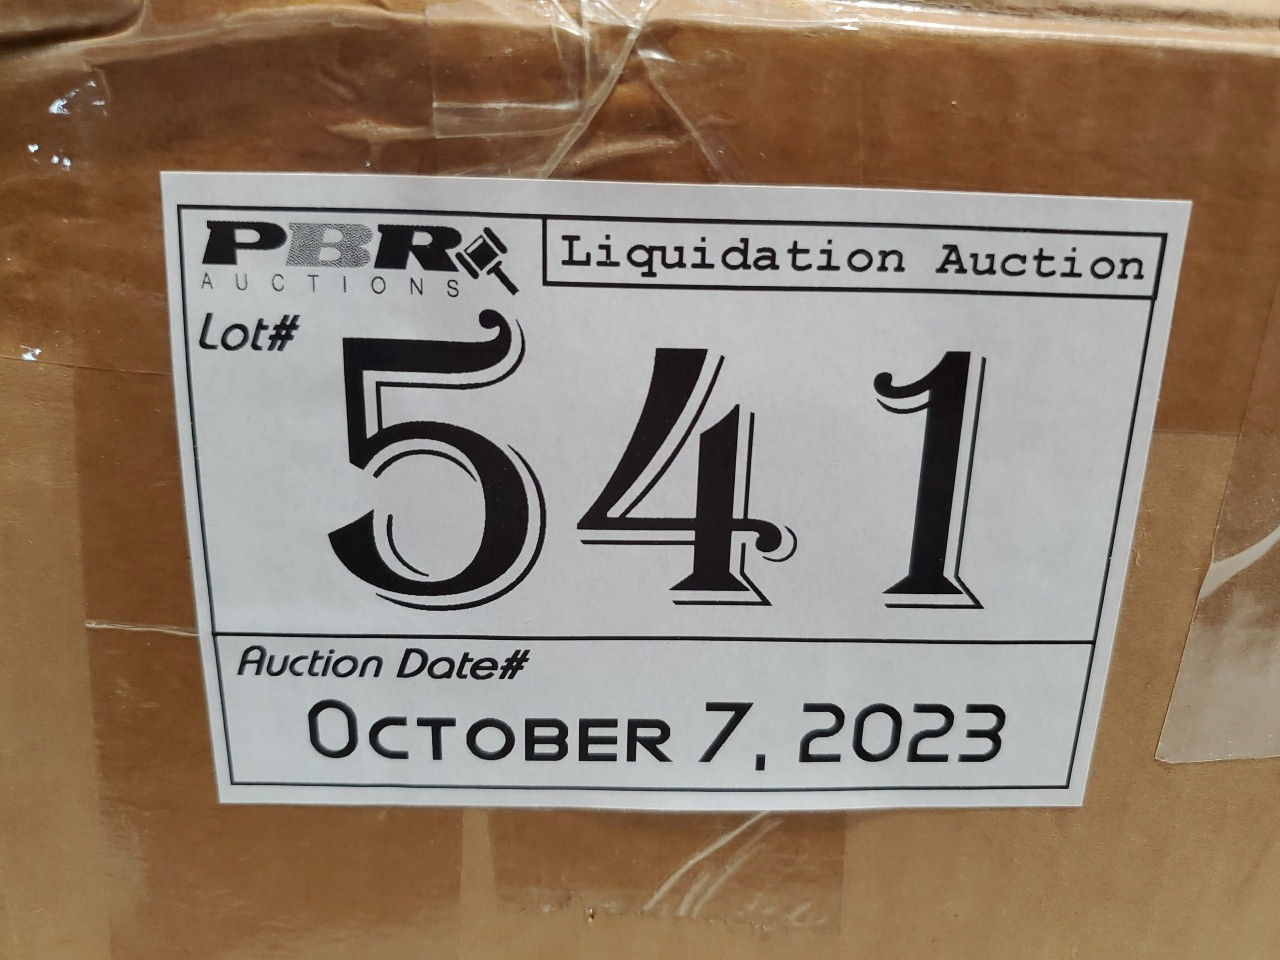 PBR
AUCTIONS
Liquidation Auction
Lot#
541
Auction Date#
October 7, 2023